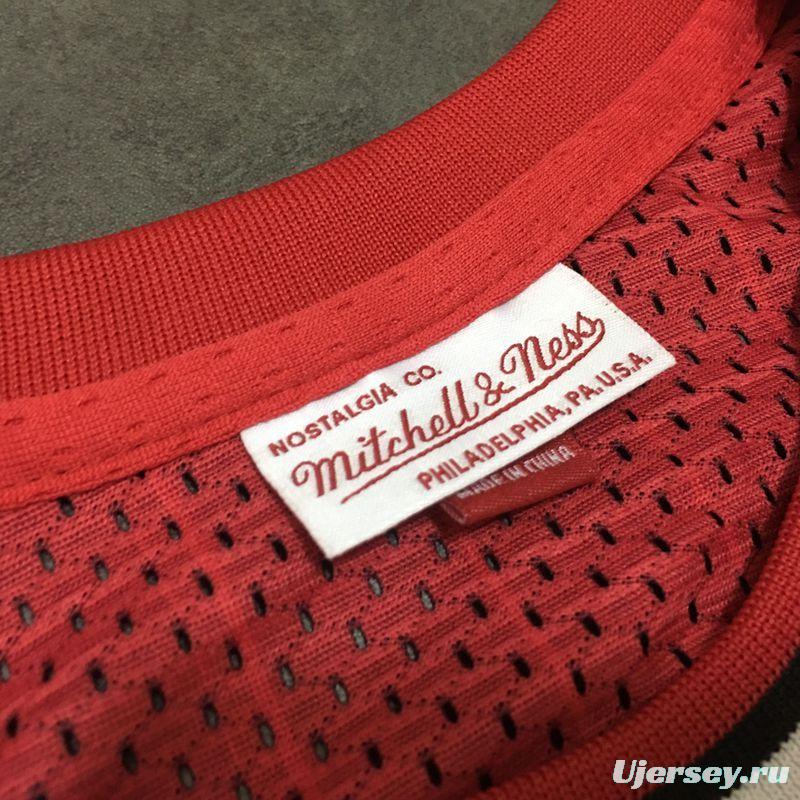 NOSTALGIA CO.
Mitchell & Ness
PHILADELPHIA, PA. U.S.A.
MADE IN CHINA
Ujersey.ru